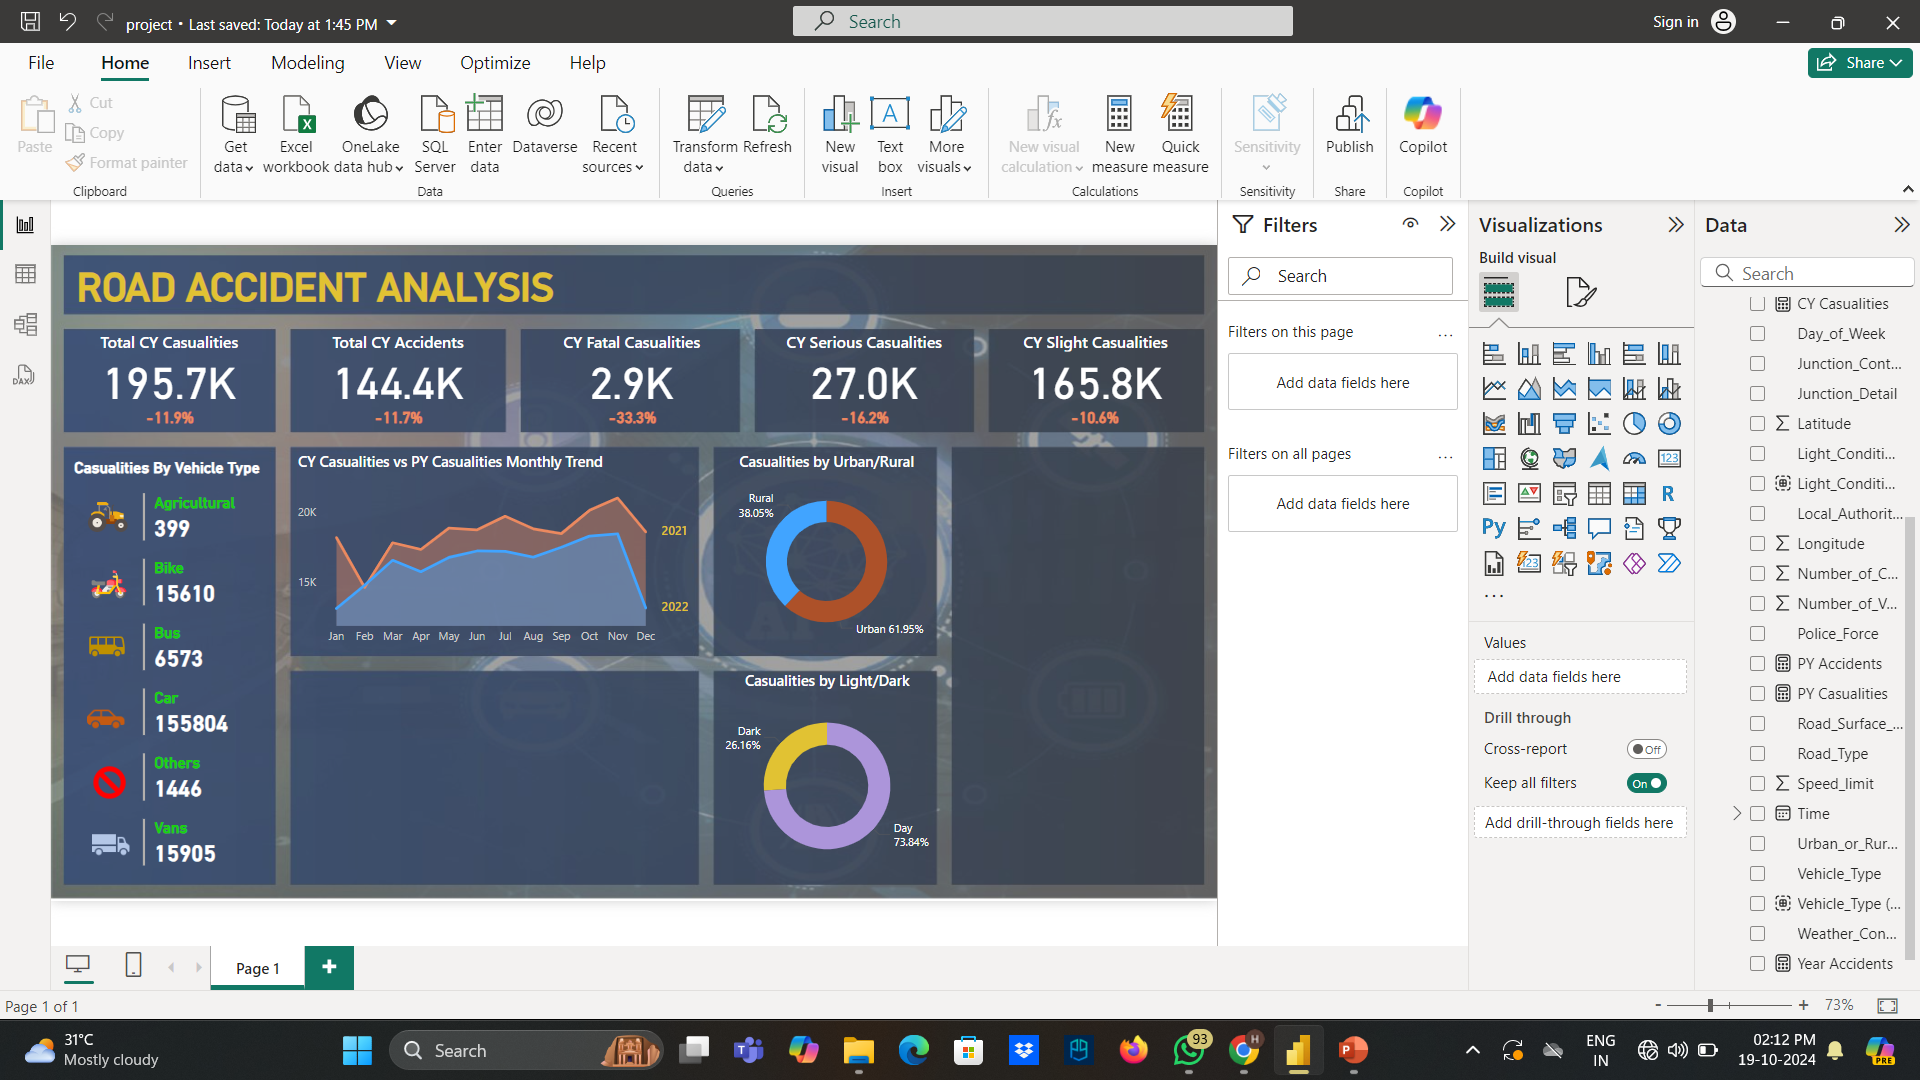 project • Last saved: Today at 1:45 PM
Search
Sign in
File
Home
Insert
Modeling
View
Optimize
Help
Share
Paste
Cut
Copy
Format painter
Clipboard
Get data
Excel workbook
OneLake data hub
SQL Server
Enter data
Dataverse
Recent sources
Data
Transform data
Refresh
Queries
New visual
Text box
More visuals
Insert
New visual calculation
New measure
Quick measure
Calculations
Sensitivity
Sensitivity
Publish
Share
Copilot
Copilot
ROAD ACCIDENT ANALYSIS
Total CY Casualities
195.7K
-11.9%
Total CY Accidents
144.4K
-11.7%
CY Fatal Casualities
2.9K
-33.3%
CY Serious Casualities
27.0K
-16.2%
CY Slight Casualities
165.8K
-10.6%
Casualities By Vehicle Type
Agricultural
399
Bike
15610
Bus
6573
Car
155804
Others
1446
Vans
15905
CY Casualities vs PY Casualities Monthly Trend
20K
15K
2021
2022
Jan Feb Mar Apr May Jun Jul Aug Sep Oct Nov Dec
Casualities by Urban/Rural
Rural
38.05%
Urban 61.95%
Casualities by Light/Dark
Dark
26.16%
Day
73.84%
Filters
Search
Filters on this page
...
Add data fields here
Filters on all pages
...
Add data fields here
Visualizations
Build visual
123
R
Py
123
...
Values
Add data fields here
Drill through
Cross-report
Off
Keep all filters
On
Add drill-through fields here
Data
Search
CY Casualities
Day_of_Week
Junction_Cont...
Junction_Detail
Latitude
Light_Conditi...
Light_Conditi...
Local_Authorit...
Longitude
Number_of_C...
Number_of_V...
Police_Force
PY Accidents
PY Casualities
Road_Surface_...
Road_Type
Speed_limit
Time
Urban_or_Rur...
Vehicle_Type
Vehicle_Type (...
Weather_Con...
Year Accidents
Page 1
Page 1 of 1
- + 73%
31°C
Mostly cloudy
Search
93
H
ENG
IN
02:12 PM
19-10-2024
PRE